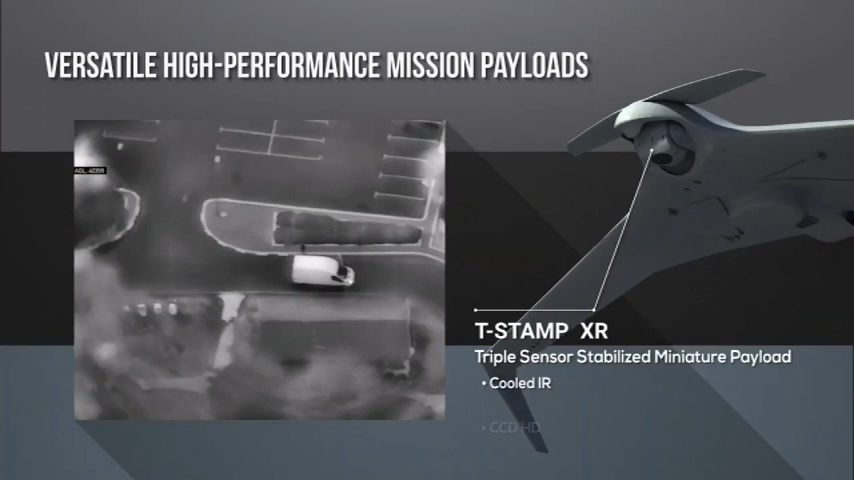 VERSATILE HIGH-PERFORMANCE MISSION PAYLOADS
T-STAMP XR
Triple Sensor Stabilized Miniature Payload
• Cooled IR
• CCD HD